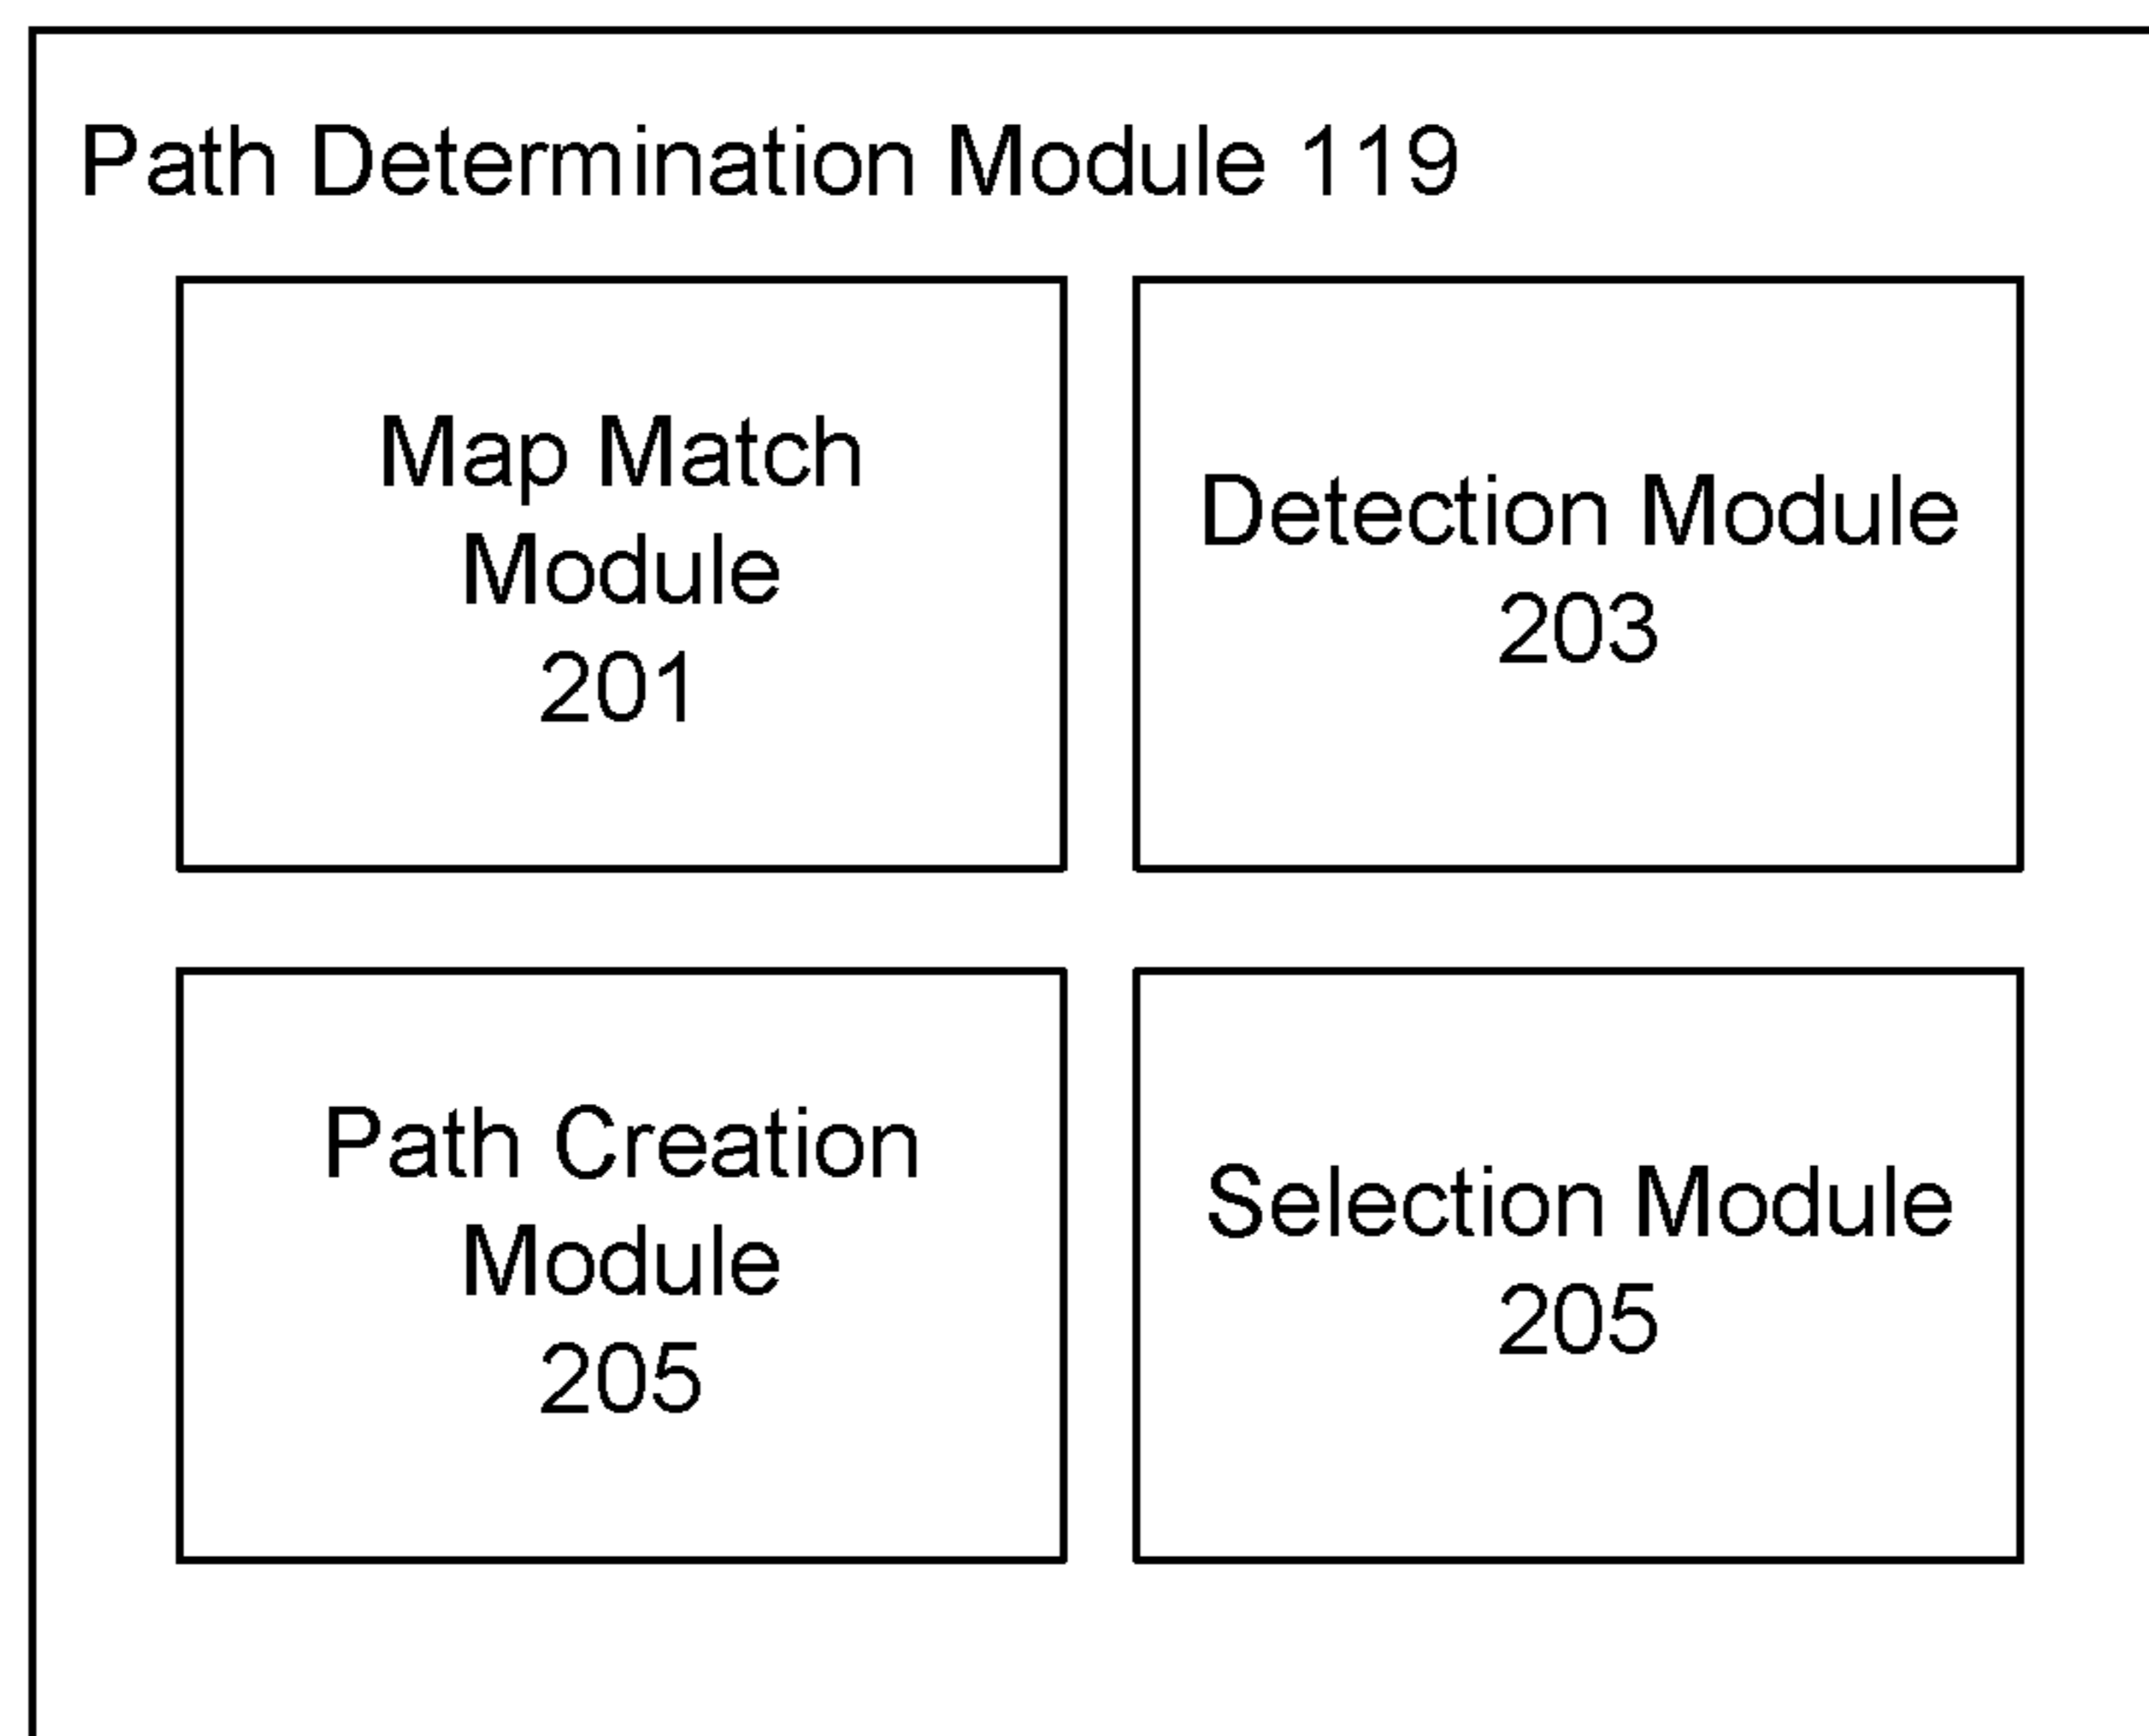 Path Determination Module 119
Map Match
Module
201
Detection Module
203
Path Creation
Module
205
Selection Module
205